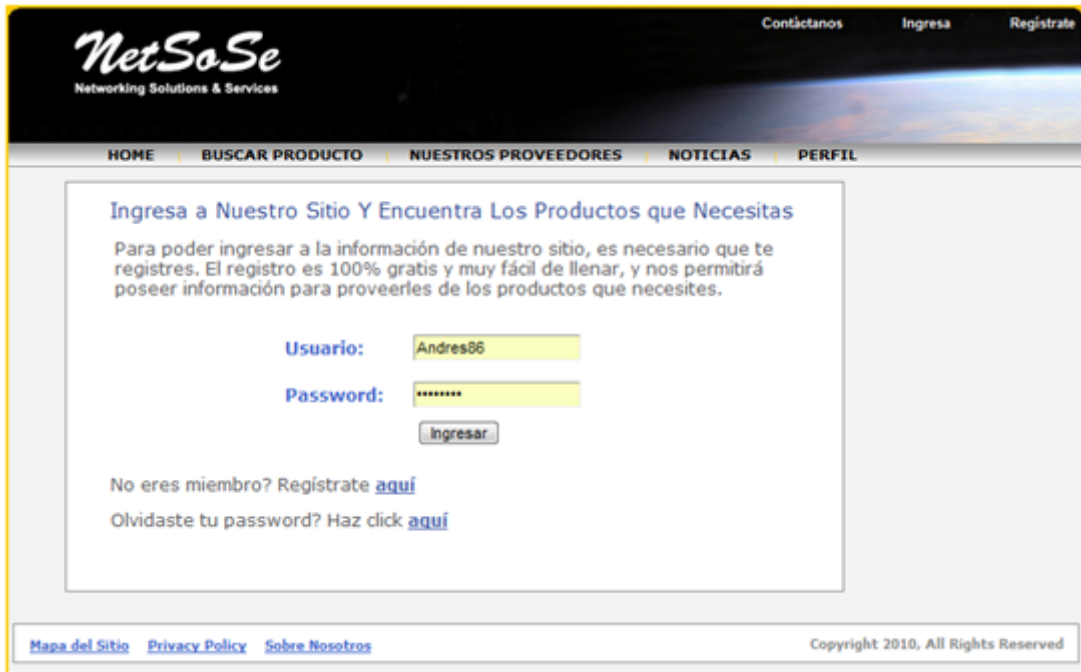 Contáctanos Ingresa Regístrate
NetSoSe
Networking Solutions & Services
HOME BUSCAR PRODUCTO NUESTROS PROVEEDORES NOTICIAS PERFIL
Ingresa a Nuestro Sitio Y Encuentra Los Productos que Necesitas
Para poder ingresar a la información de nuestro sitio, es necesario que te
registres. El registro es 100% gratis y muy fácil de llenar, y nos permitirá
poseer información para proveerles de los productos que necesites.
Usuario: Andres86
Password: ••••••••
Ingresar
No eres miembro? Regístrate aquí
Olvidaste tu password? Haz click aquí
Mapa del Sitio Privacy Policy Sobre Nosotros Copyright 2010, All Rights Reserved